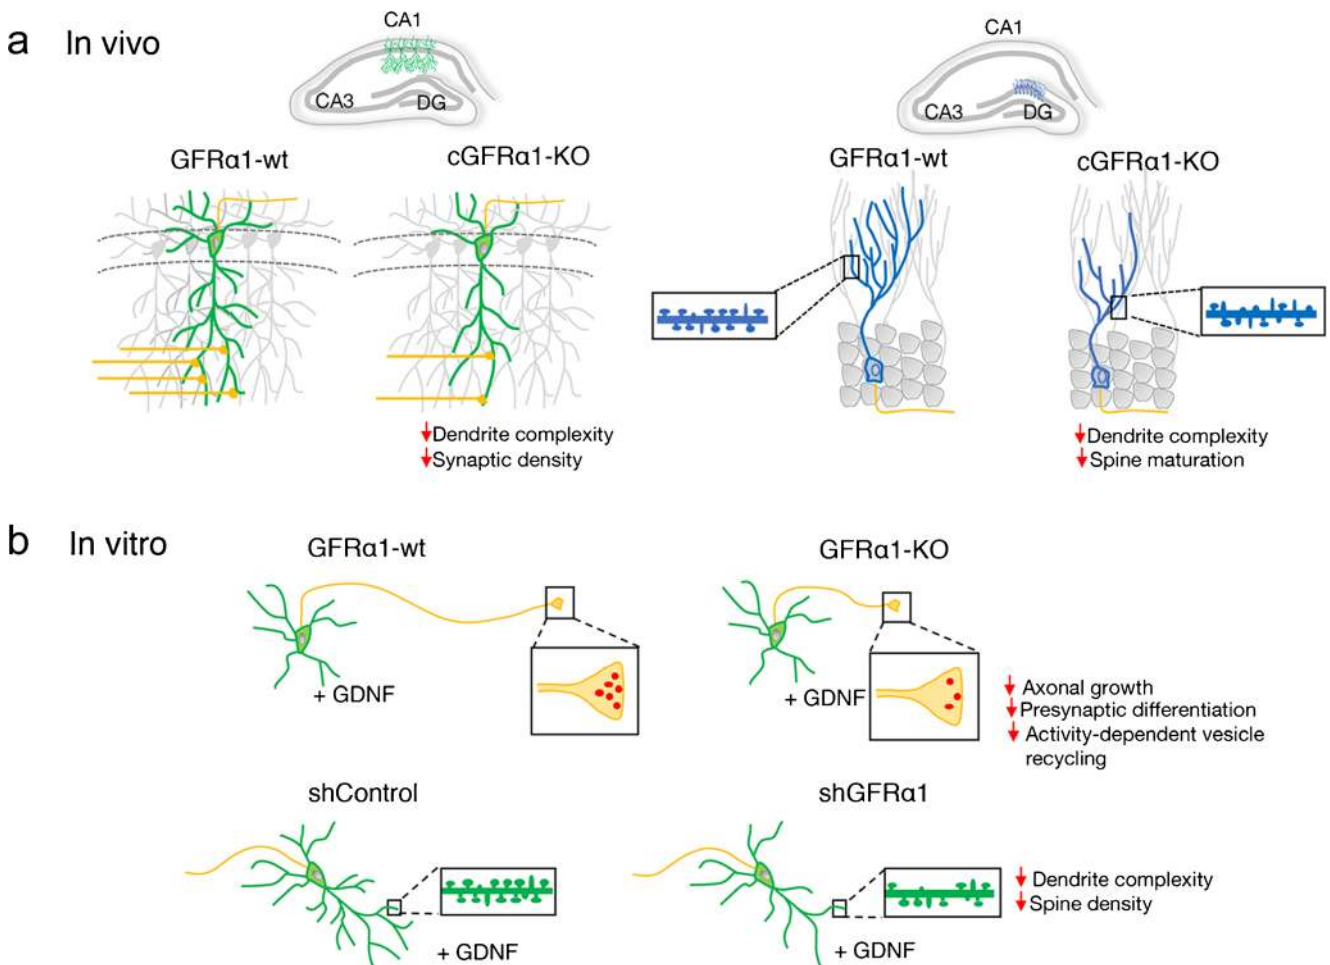 a In vivo
CA1
CA3
DG
GFRα1-wt
cGFRα1-KO
↓Dendrite complexity
↓Synaptic density
CA1
CA3
DG
GFRα1-wt
cGFRα1-KO
↓Dendrite complexity
↓Spine maturation
b In vitro
GFRα1-wt
+ GDNF
GFRα1-KO
+ GDNF
↓Axonal growth
↓Presynaptic differentiation
↓Activity-dependent vesicle
recycling
shControl
+ GDNF
shGFRα1
+ GDNF
↓Dendrite complexity
↓Spine density